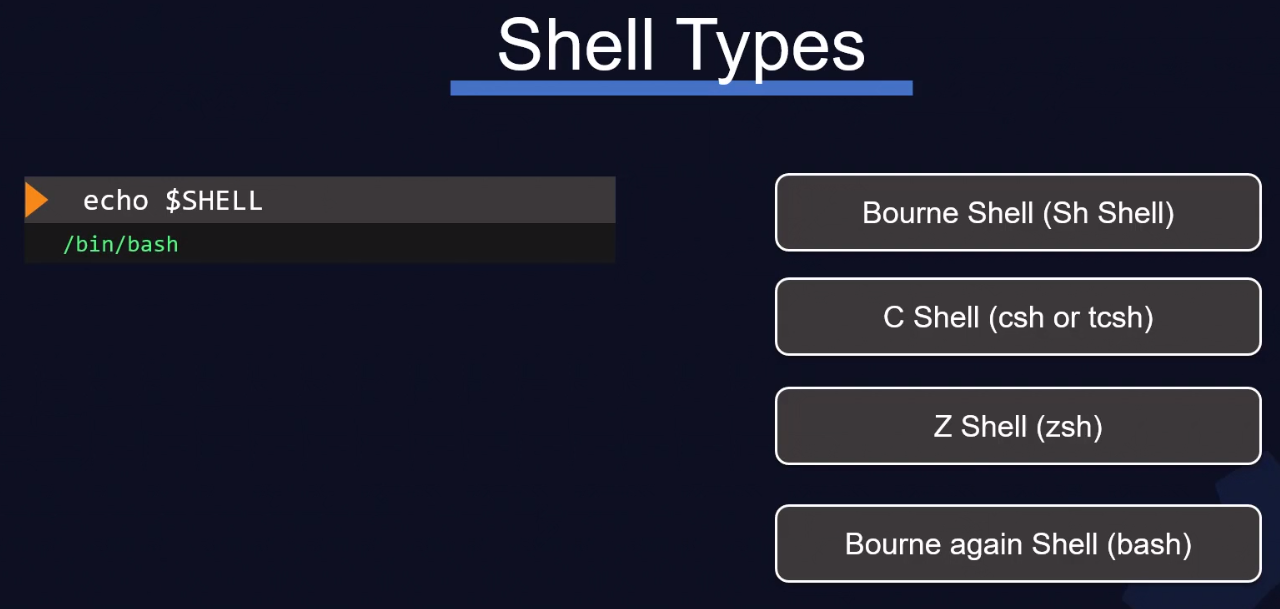 Shell Types
echo $SHELL
/bin/bash
Bourne Shell (Sh Shell)
C Shell (csh or tcsh)
Z Shell (zsh)
Bourne again Shell (bash)